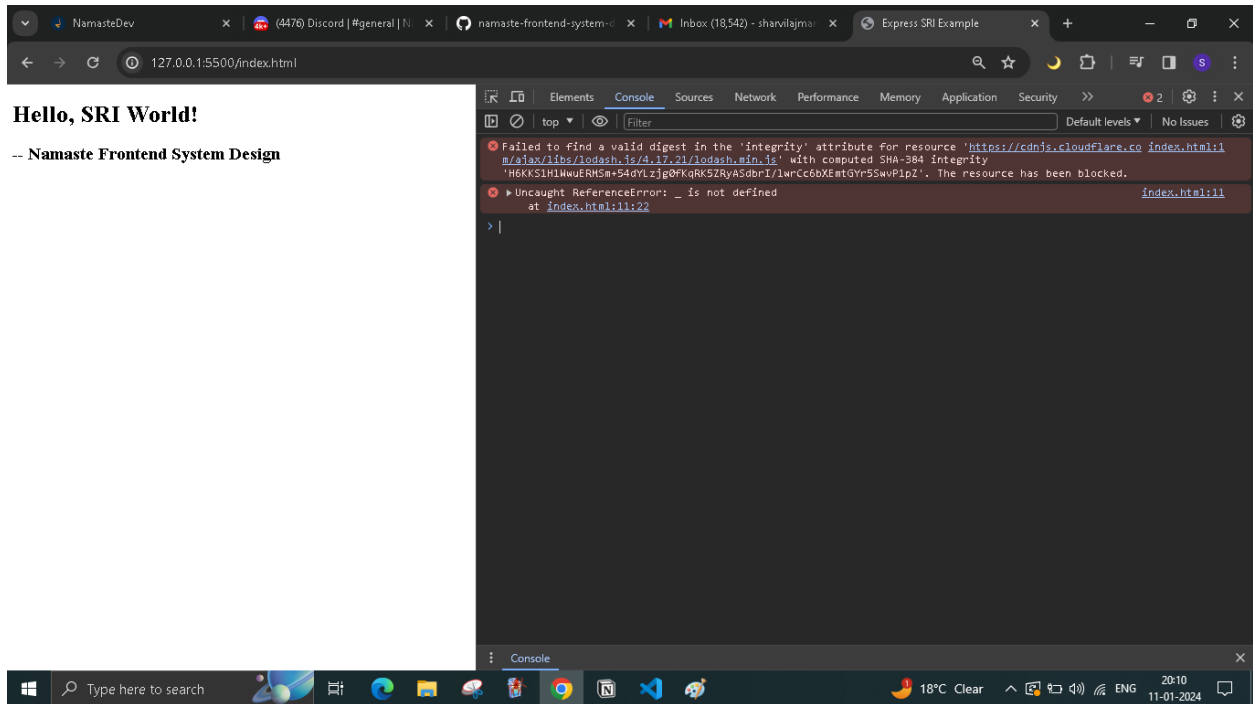 NamasteDev
(4476) Discord | #general | N
namaste-frontend-system-d
Inbox (18,542) - sharvilajmar
Express SRI Example
127.0.0.1:5500/index.html
S
Hello, SRI World!
-- Namaste Frontend System Design
Elements Console Sources Network Performance Memory Application Security 2
top Filter Default levels No Issues
Failed to find a valid digest in the 'integrity' attribute for resource 'https://cdnjs.cloudflare.co index.html:1
m/ajax/libs/lodash.js/4.17.21/lodash.min.js' with computed SHA-384 integrity
'H6KKS1H1WwuERMSm+54dYLzjg0fKqRK5ZRyASdbrI/lwrCc6bXEmtGYr5SwvP1pZ'. The resource has been blocked.
Uncaught ReferenceError: _ is not defined index.html:11
at index.html:11:22
Console
Type here to search
18°C Clear
ENG
20:10
11-01-2024